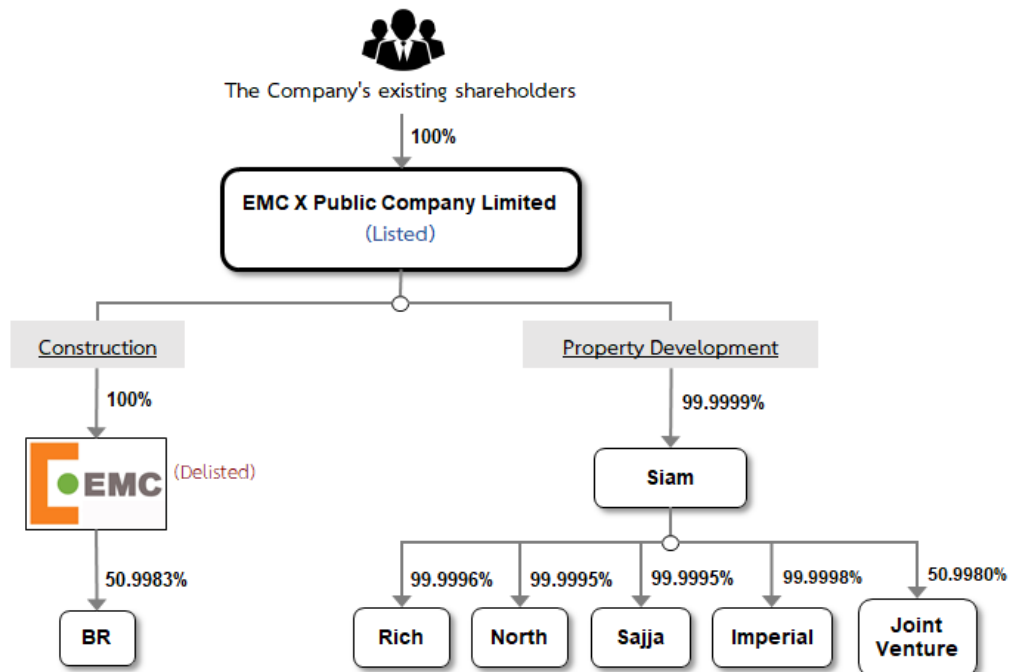 The Company's existing shareholders
100%
EMC X Public Company Limited
(Listed)
Construction
Property Development
100%
99.9999%
EMC
(Delisted)
Siam
50.9983%
99.9996%
99.9995%
99.9995%
99.9998%
50.9980%
BR
Rich
North
Sajja
Imperial
Joint
Venture